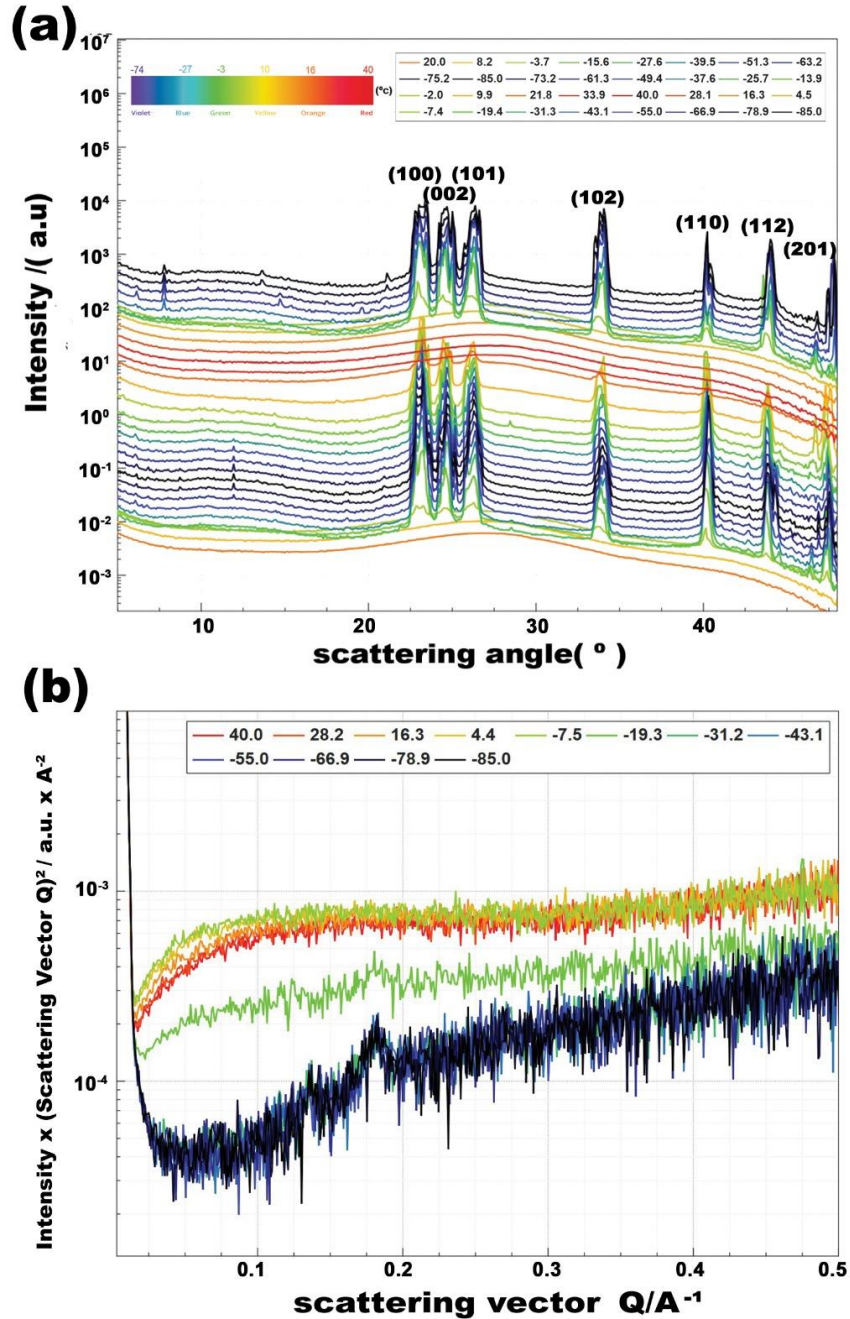 (a)
10⁷
10⁶
10⁵
10⁴
10³
10²
10¹
10⁰
10⁻¹
10⁻²
10⁻³
Intensity /( a.u)
-74 -27 -3 10 16 40
(°C)
Violet Blue Green Yellow Orange Red
20.0 8.2 -3.7 -15.6 -27.6 -39.5 -51.3 -63.2
-75.2 -85.0 -73.2 -61.3 -49.4 -37.6 -25.7 -13.9
-2.0 9.9 21.8 33.9 40.0 28.1 16.3 4.5
-7.4 -19.4 -31.3 -43.1 -55.0 -66.9 -78.9 -85.0
(100) (101)
(002)
(102)
(110) (112)
(201)
10 20 30 40
scattering angle( ° )
(b)
40.0 28.2 16.3 4.4 -7.5 -19.3 -31.2 -43.1
-55.0 -66.9 -78.9 -85.0
10⁻³
10⁻⁴
Intensity x (Scattering Vector Q)² / a.u. x A⁻²
0.1 0.2 0.3 0.4 0.5
scattering vector Q/A⁻¹